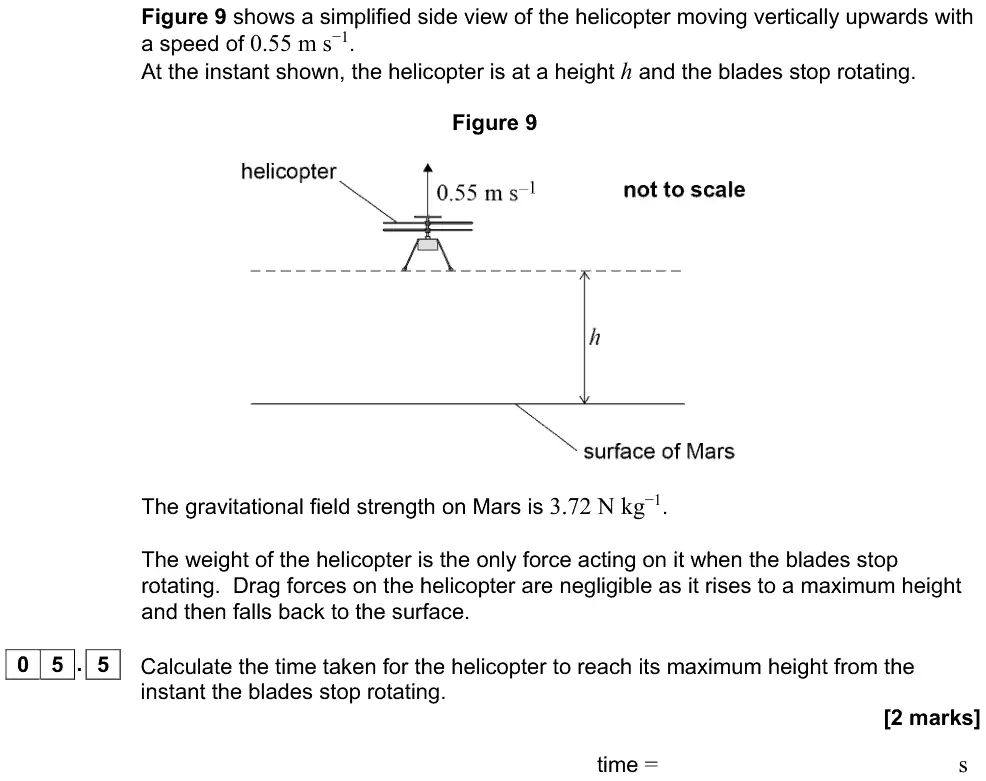 Figure 9 shows a simplified side view of the helicopter moving vertically upwards with
a speed of 0.55 m s⁻¹.
At the instant shown, the helicopter is at a height h and the blades stop rotating.
Figure 9
helicopter
0.55 m s⁻¹
not to scale
h
surface of Mars
The gravitational field strength on Mars is 3.72 N kg⁻¹.
The weight of the helicopter is the only force acting on it when the blades stop
rotating. Drag forces on the helicopter are negligible as it rises to a maximum height
and then falls back to the surface.
0 5 . 5 Calculate the time taken for the helicopter to reach its maximum height from the
instant the blades stop rotating.
[2 marks]
time = s